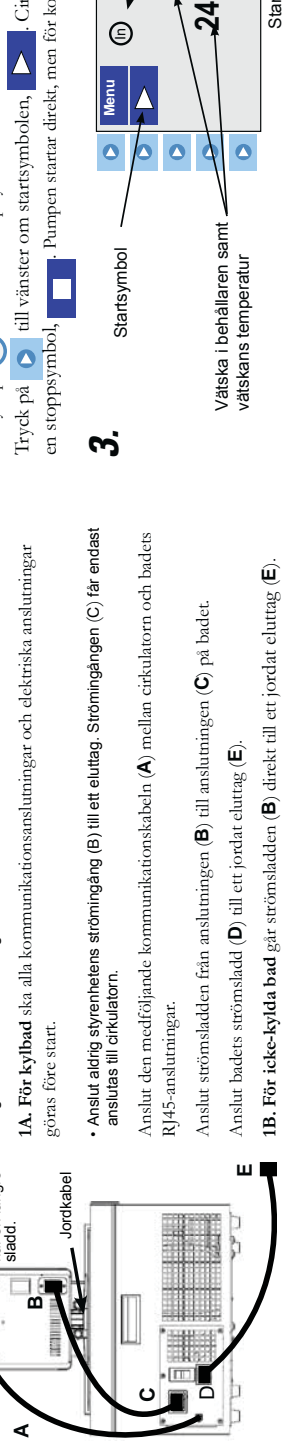 sladd.
A
B
Jordkabel
C
D
E
1A. För kylbad ska alla kommunikationsanslutningar och elektriska anslutningar
göras före start.
• Anslut aldrig styrenhetens strömingång (B) till ett eluttag. Strömingången (C) får endast
anslutas till cirkulatorn.
Anslut den medföljande kommunikationskabeln (A) mellan cirkulatorn och badets
RJ45-anslutningar.
Anslut strömsladden från anslutningen (B) till anslutningen (C) på badet.
Anslut badets strömsladd (D) till ett jordat eluttag (E).
1B. För icke-kylda bad går strömsladden (B) direkt till ett jordat eluttag (E).
Tryck på till vänster om startsymbolen, . Cir
en stoppsymbol, . Pumpen startar direkt, men för ko
3.
Startsymbol
Vätska i behållaren samt
vätskans temperatur
Menu
In
24
Star